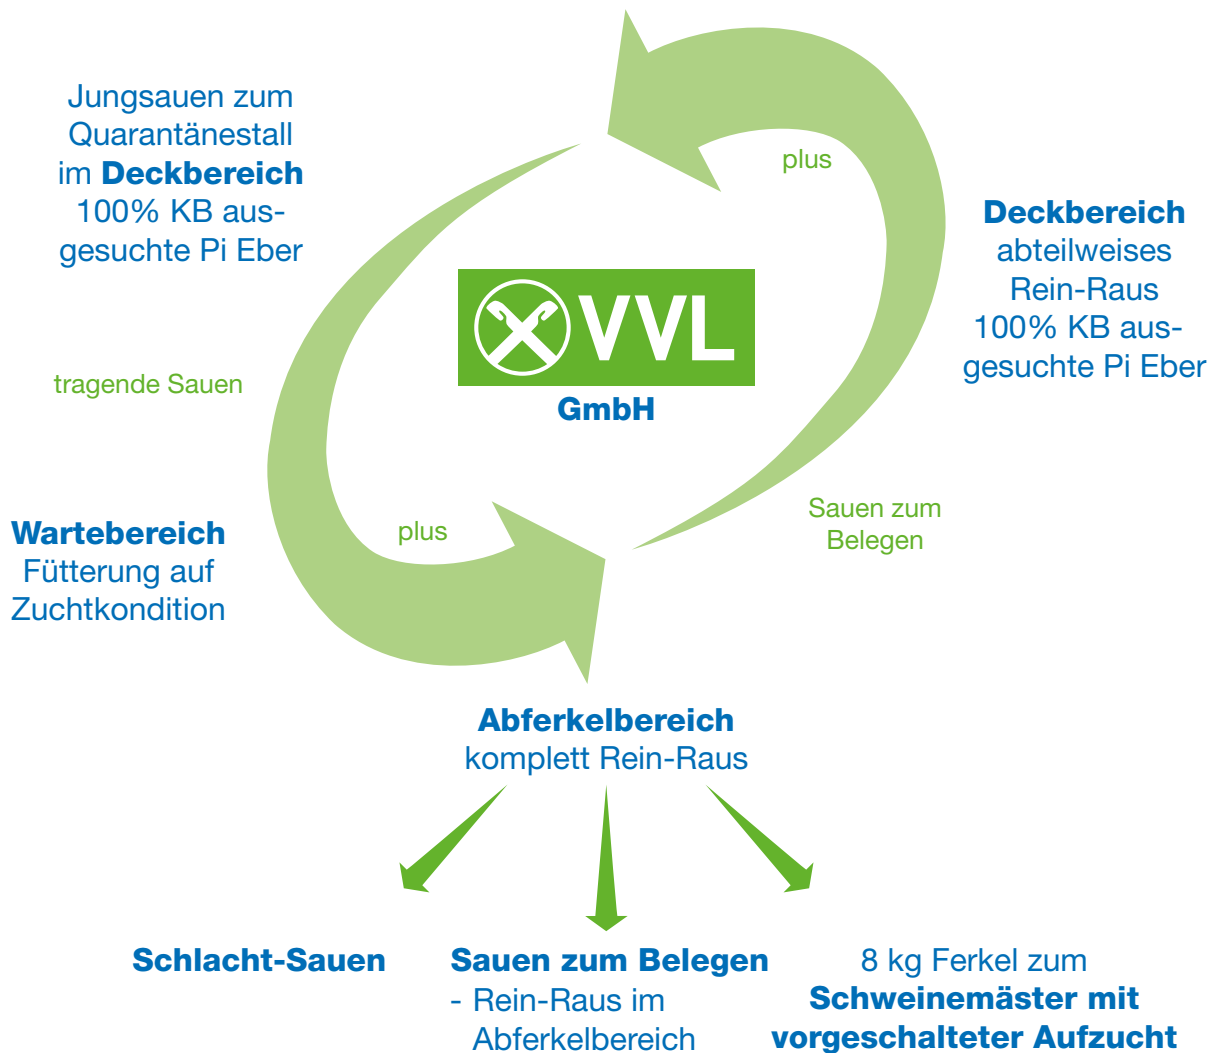 Jungsauen zum
Quarantänestall
im Deckbereich
100% KB aus-
gesuchte Pi Eber
plus
Deckbereich
abteilweises
Rein-Raus
100% KB aus-
gesuchte Pi Eber
VVL
GmbH
tragende Sauen
Wartebereich
Fütterung auf
Zuchtkondition
plus
Sauen zum
Belegen
Abferkelbereich
komplett Rein-Raus
Schlacht-Sauen
Sauen zum Belegen
- Rein-Raus im
Abferkelbereich
8 kg Ferkel zum
Schweinemäster mit
vorgeschalteter Aufzucht